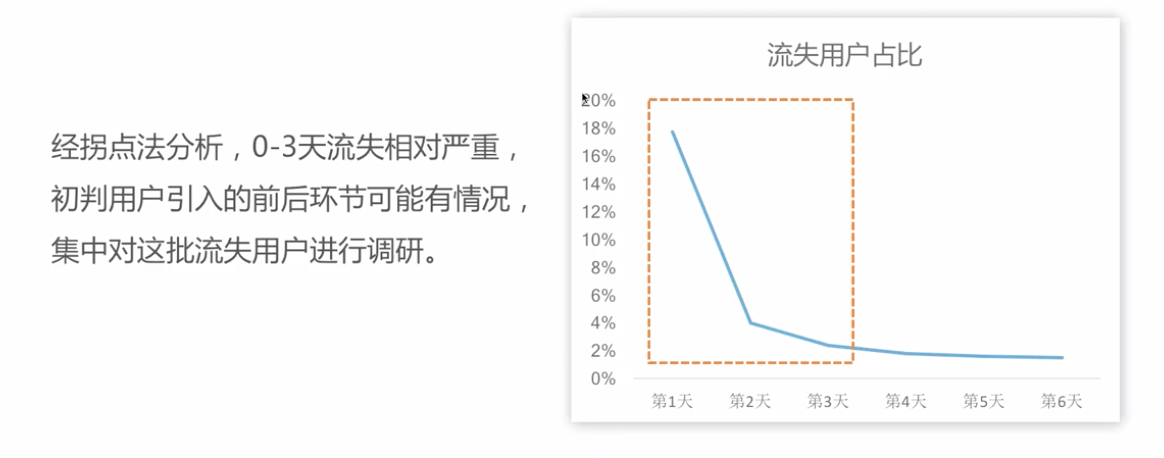 经拐点法分析，0-3天流失相对严重，
初判用户引入的前后环节可能有情况，
集中对这批流失用户进行调研。
流失用户占比
20%
18%
16%
14%
12%
10%
8%
6%
4%
2%
0%
第1天 第2天 第3天 第4天 第5天 第6天